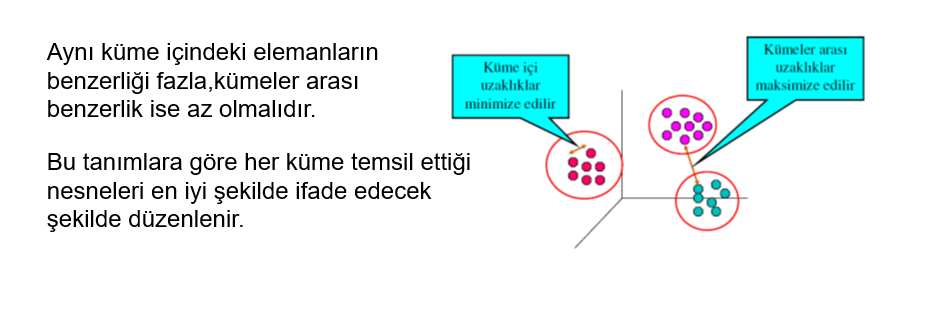 Aynı küme içindeki elemanların
benzerliği fazla,kümeler arası
benzerlik ise az olmalıdır.
Bu tanımlara göre her küme temsil ettiği
nesneleri en iyi şekilde ifade edecek
şekilde düzenlenir.
Küme içi
uzaklıklar
minimize edilir
Kümeler arası
uzaklıklar
maksimize edilir